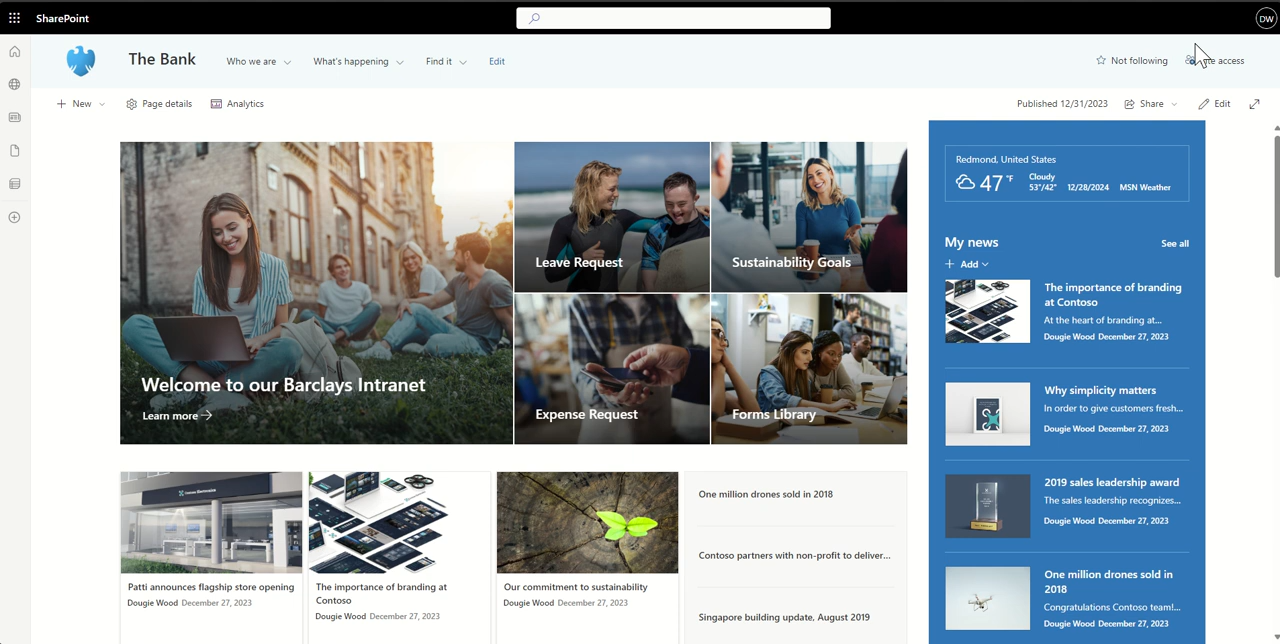 SharePoint
DW
The Bank
Who we are
What's happening
Find it
Edit
Not following
access
New
Page details
Analytics
Published 12/31/2023
Share
Edit
Welcome to our Barclays Intranet
Learn more
Leave Request
Sustainability Goals
Expense Request
Forms Library
Redmond, United States
47 °F
Cloudy
53°/42°
12/28/2024
MSN Weather
My news
See all
Add
The importance of branding
at Contoso
At the heart of branding at...
Dougie Wood December 27, 2023
Why simplicity matters
In order to give customers fresh...
Dougie Wood December 27, 2023
2019 sales leadership award
The sales leadership recognizes...
Dougie Wood December 27, 2023
One million drones sold in
2018
Congratulations Contoso team!...
Dougie Wood December 27, 2023
Patti announces flagship store opening
Dougie Wood December 27, 2023
The importance of branding at
Contoso
Dougie Wood December 27, 2023
Our commitment to sustainability
Dougie Wood December 27, 2023
One million drones sold in 2018
Contoso partners with non-profit to deliver...
Singapore building update, August 2019